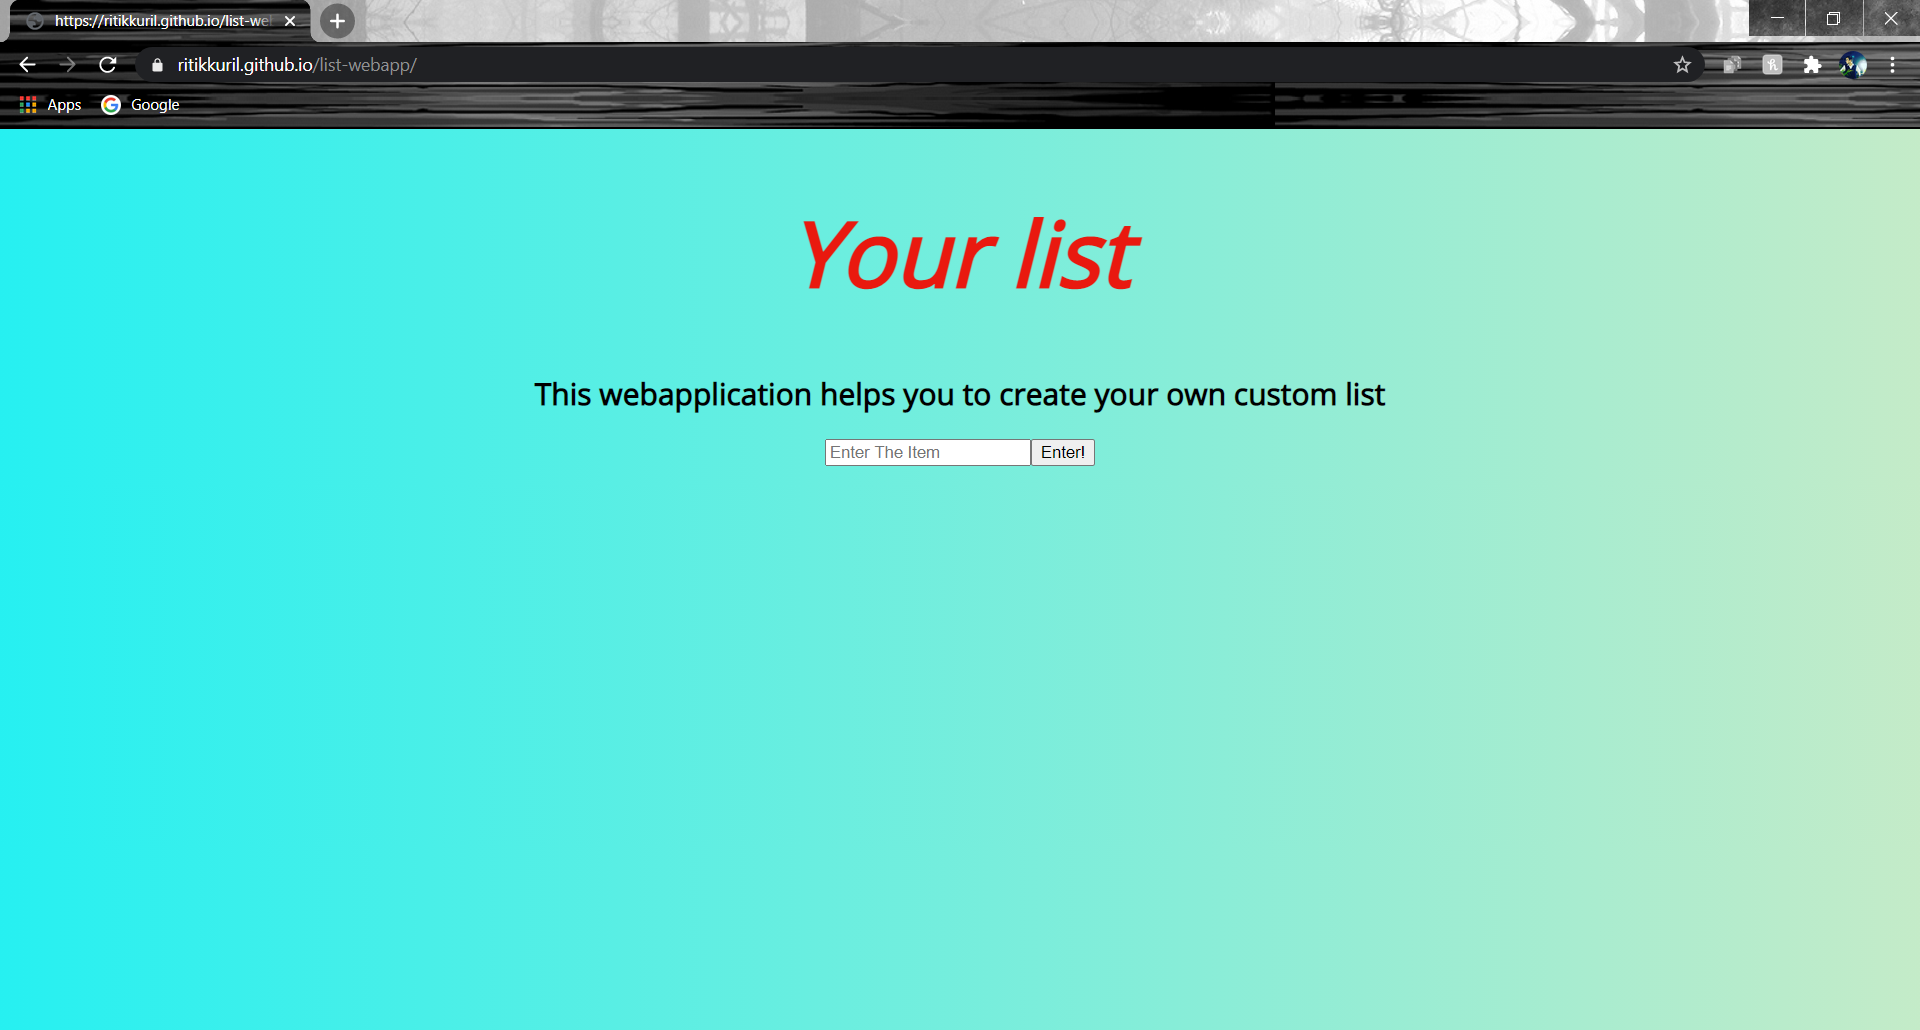 https://ritikkuril.github.io/list-we
ritikkuril.github.io/list-webapp/
Apps
Google
Your list
This webapplication helps you to create your own custom list
Enter The Item
Enter!